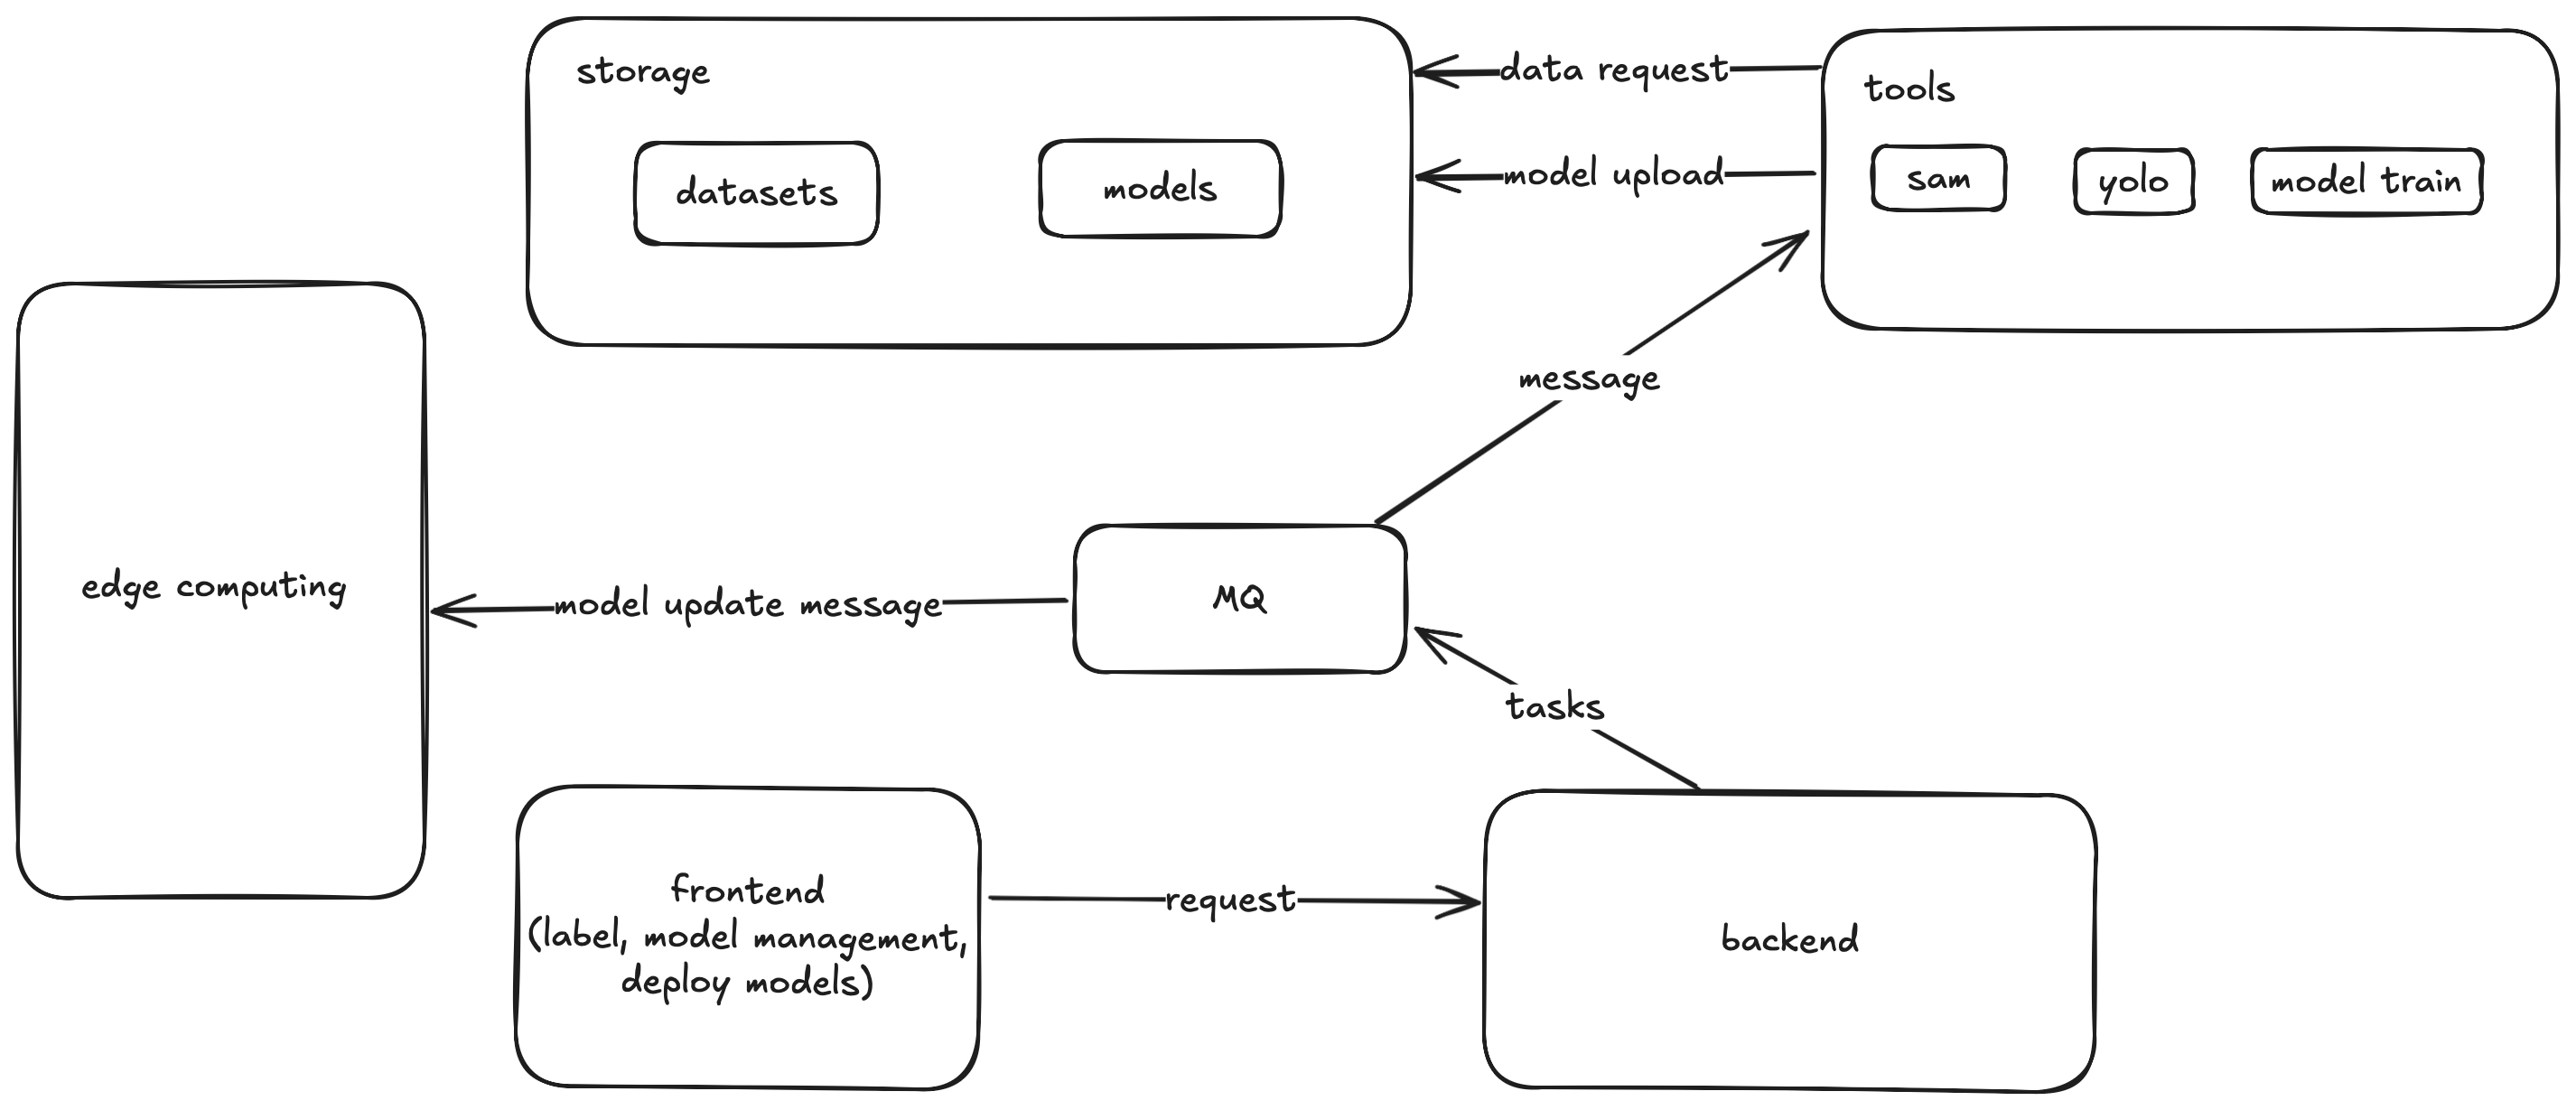 storage
datasets
models
data request
model upload
tools
sam
yolo
model train
message
edge computing
model update message
MQ
tasks
frontend
(label, model management,
deploy models)
request
backend